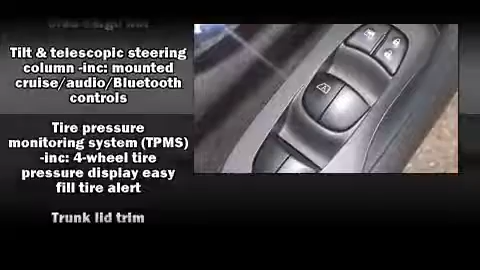 Tilt & telescopic steering
column -inc: mounted
cruise/audio/Bluetooth
controls
Tire pressure
monitoring system (TPMS)
-inc: 4-wheel tire
pressure display easy
fill tire alert
Trunk lid trim